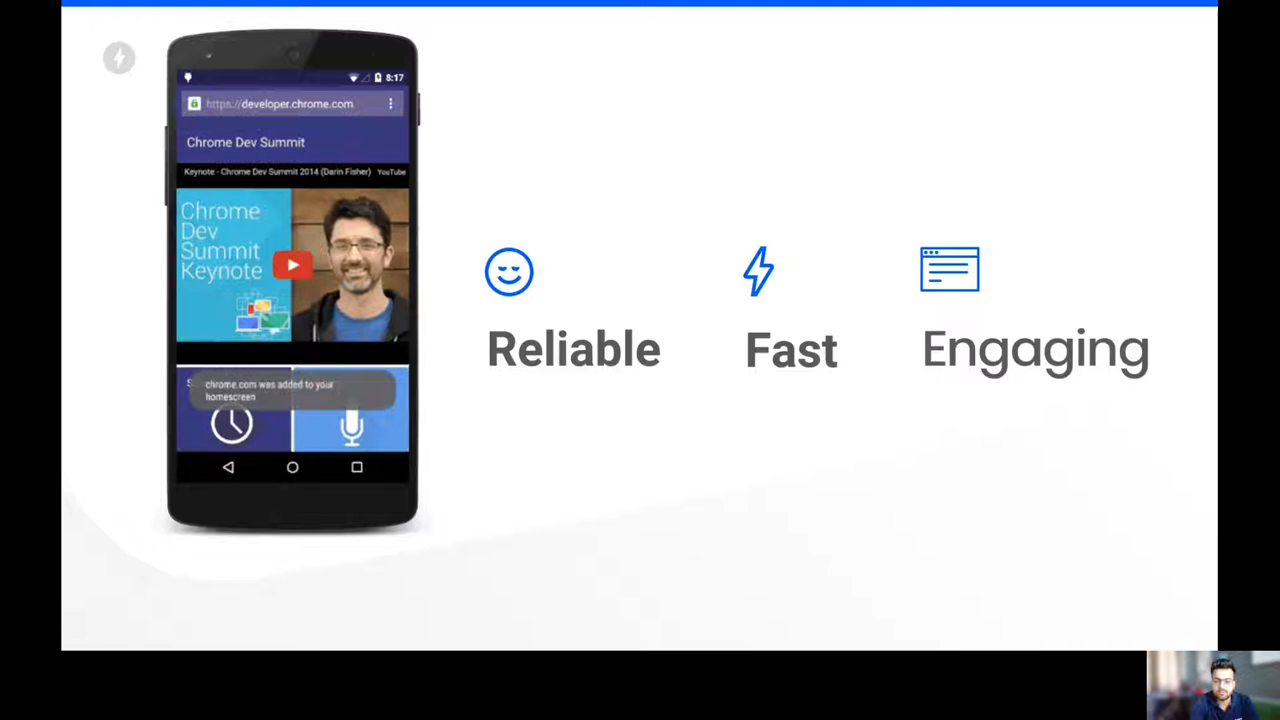 8:17
https://developer.chrome.com
Chrome Dev Summit
Keynote - Chrome Dev Summit 2014 (Darin Fisher) YouTube
Chrome
Dev
Summit
Keynote
S
chrome.com was added to your
homescreen
Reliable
Fast
Engaging